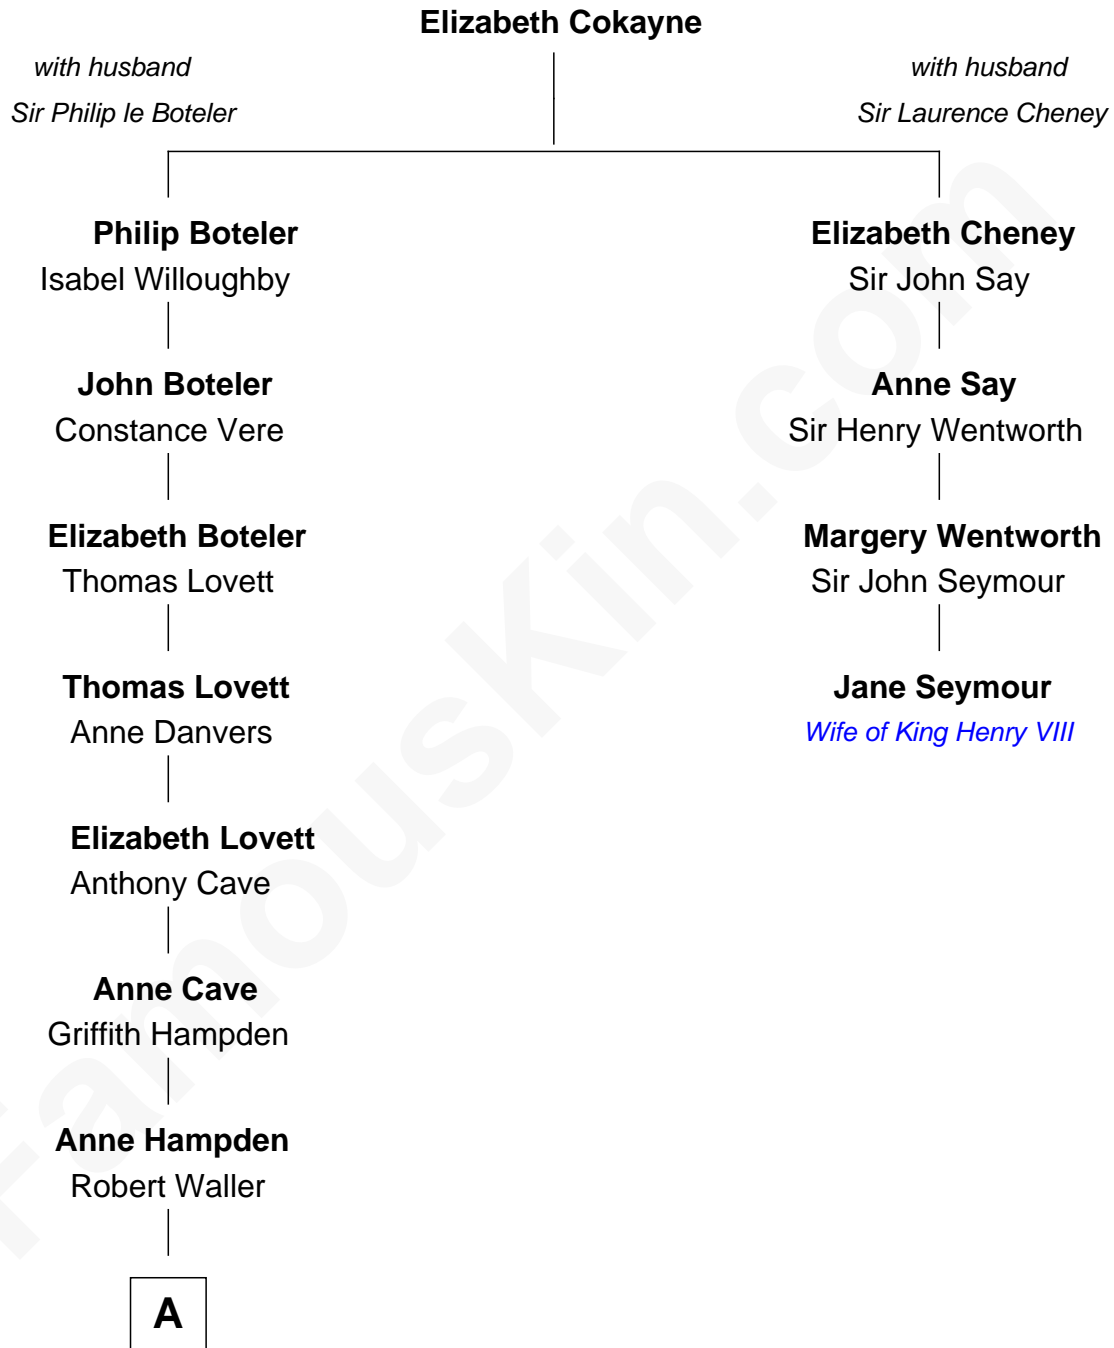 Elizabeth Cokayne
with husband
Sir Philip le Boteler
with husband
Sir Laurence Cheney
Philip Boteler
Isabel Willoughby
John Boteler
Constance Vere
Elizabeth Boteler
Thomas Lovett
Thomas Lovett
Anne Danvers
Elizabeth Lovett
Anthony Cave
Anne Cave
Griffith Hampden
Anne Hampden
Robert Waller
A
Elizabeth Cheney
Sir John Say
Anne Say
Sir Henry Wentworth
Margery Wentworth
Sir John Seymour
Jane Seymour
Wife of King Henry VIII
FamousKin.com